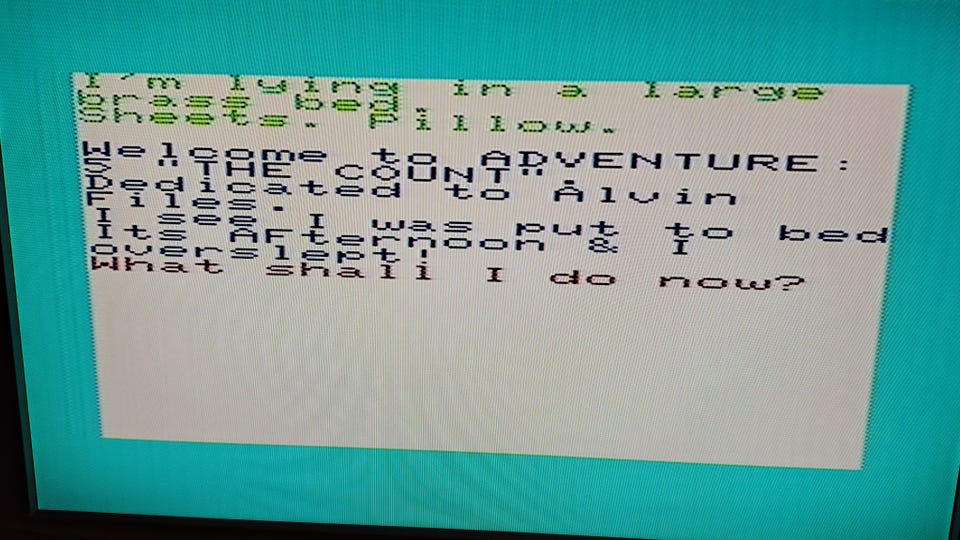 I'm lying in a large
brass bed
Sheets. Pillow.
Welcome to ADVENTURE:
5 "THE COUNT".
Dedicated to Alvin
Files.
I see I was put to bed
Its AFternoon & I
overslept!
What shall I do now?